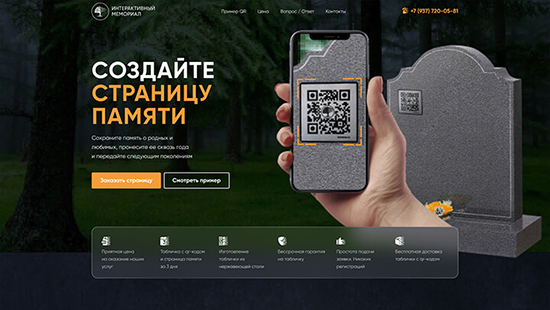 ИНТЕРАКТИВНЫЙ
МЕМОРИАЛ
Пример QR
Цена
Вопрос / Ответ
Контакты
+7 (937) 720-05-81
СОЗДАЙТЕ
СТРАНИЦУ
ПАМЯТИ
Сохраните память о родных и
любимых, пронесите ее сквозь года
и передайте следующим поколениям
Заказать страницу
Смотреть пример
Приятная цена
за оказание наших
услуг
Табличка с qr-кодом
и страница памяти
за 3 дня
Изготовление
таблички из
нержавеющей стали
Бессрочная гарантия
на табличку
Простота подачи
заявки. Никаких
регистраций
Бесплатная доставка
таблички с qr-кодом